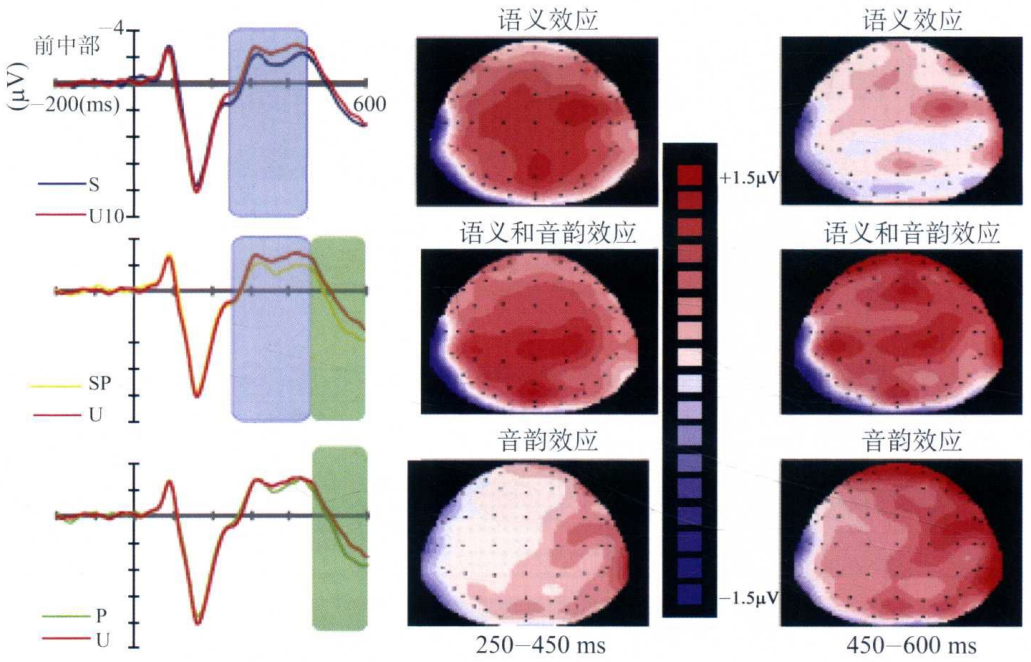 −4
前中部
(μV)
−200(ms)
600
S
U10
SP
U
P
U
语义效应
语义效应
+1.5μV
语义和音韵效应
语义和音韵效应
音韵效应
音韵效应
−1.5μV
250−450 ms
450−600 ms